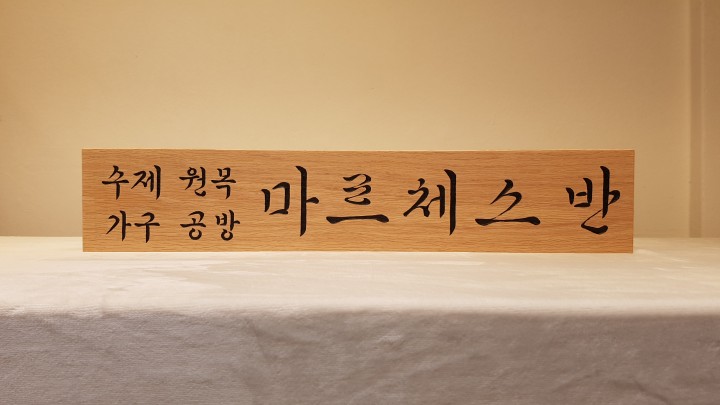 수제 원목
가구 공방
마르체스반